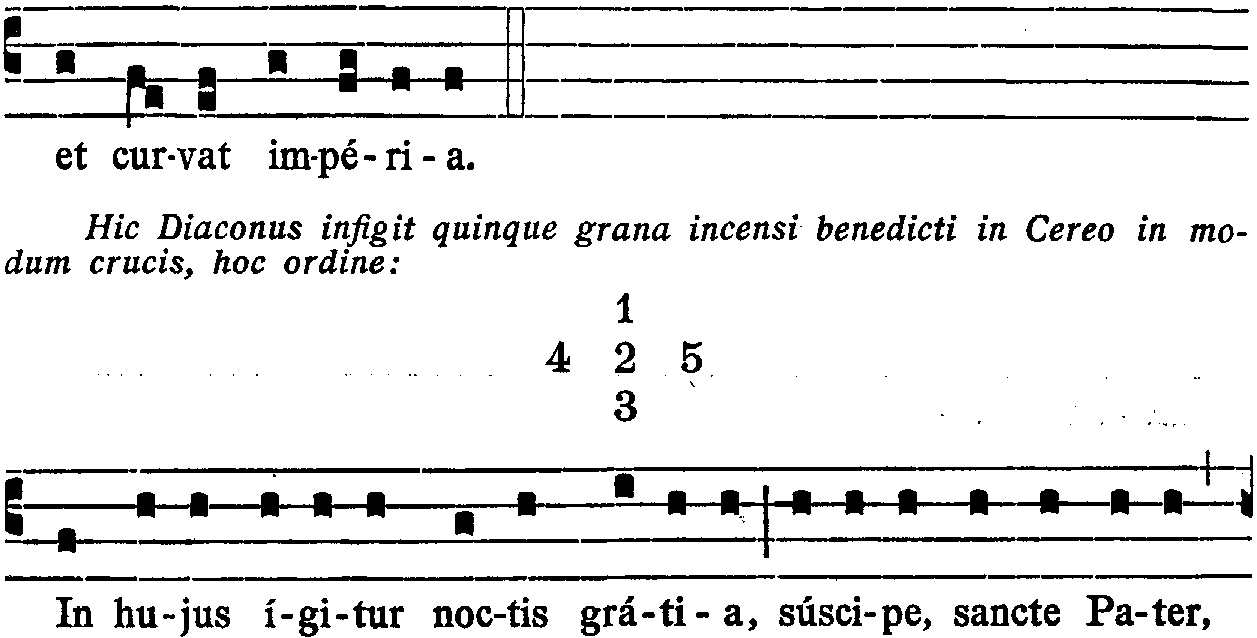 et cur-vat im-pé-ri-a.
Hic Diaconus infigit quinque grana incensi benedicti in Cereo in mo-
dum crucis, hoc ordine:
1
4 2 5
3
In hu-jus í-gi-tur noc-tis grá-ti-a, súsci-pe, sancte Pa-ter,